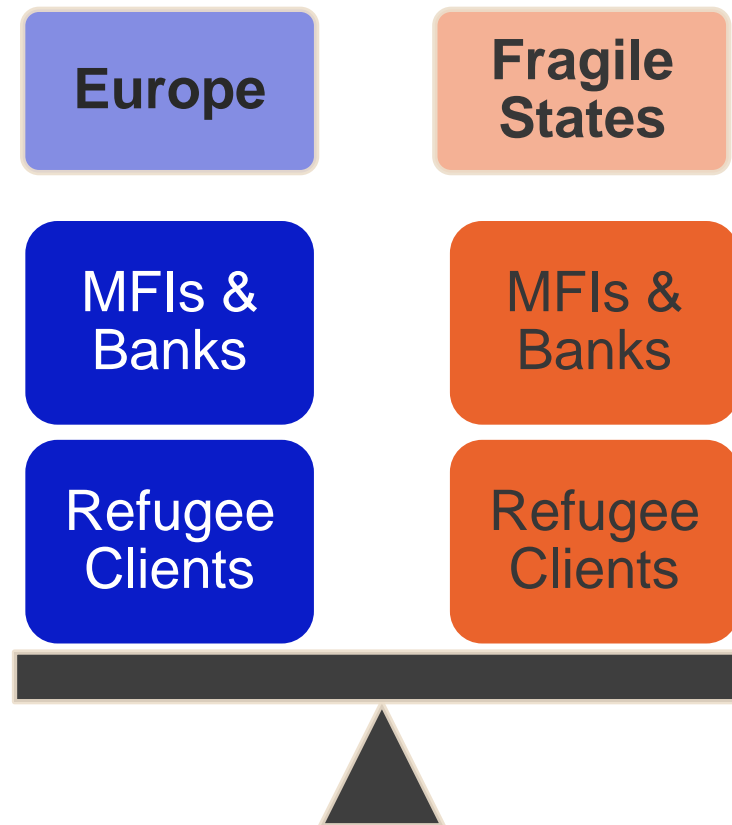 Europe
Fragile
States
MFIs &
Banks
MFIs &
Banks
Refugee
Clients
Refugee
Clients